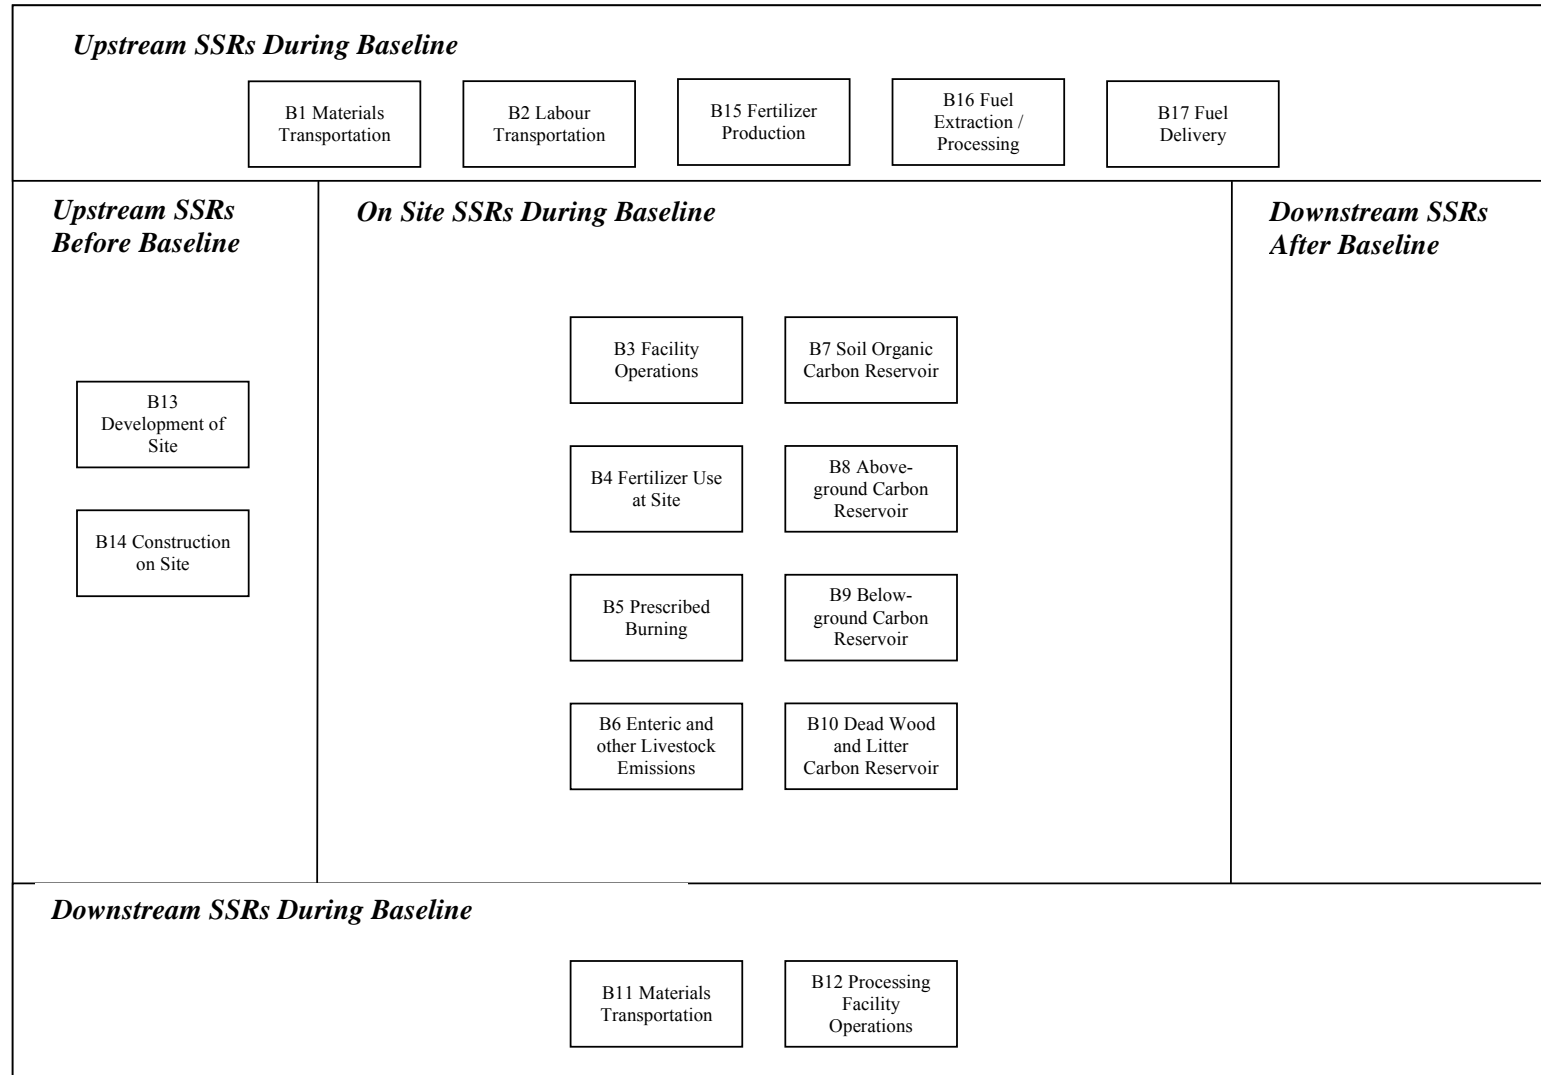 Upstream SSRs During Baseline
B1 Materials
Transportation
B2 Labour
Transportation
B15 Fertilizer
Production
B16 Fuel
Extraction /
Processing
B17 Fuel
Delivery
Upstream SSRs
Before Baseline
B13
Development of
Site
B14 Construction
on Site
On Site SSRs During Baseline
B3 Facility
Operations
B7 Soil Organic
Carbon Reservoir
B4 Fertilizer Use
at Site
B8 Above-
ground Carbon
Reservoir
B5 Prescribed
Burning
B9 Below-
ground Carbon
Reservoir
B6 Enteric and
other Livestock
Emissions
B10 Dead Wood
and Litter
Carbon Reservoir
Downstream SSRs
After Baseline
Downstream SSRs During Baseline
B11 Materials
Transportation
B12 Processing
Facility
Operations